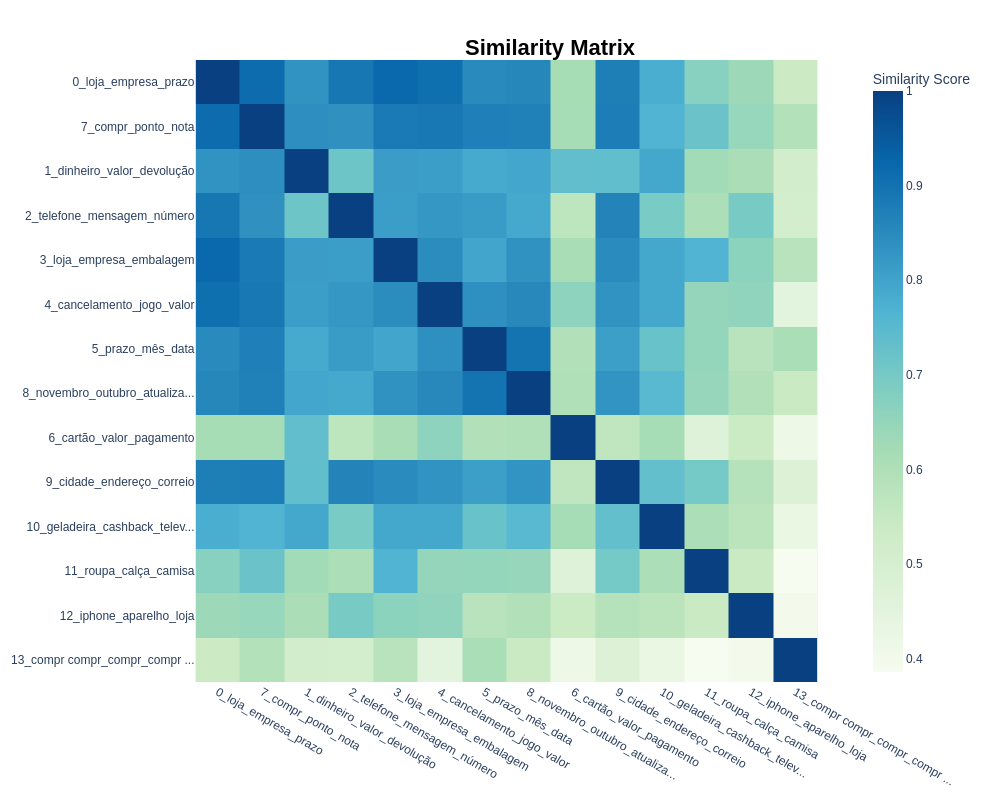 Similarity Matrix
Similarity Score
0_loja_empresa_prazo
7_compr_ponto_nota
1_dinheiro_valor_devolução
2_telefone_mensagem_número
3_loja_empresa_embalagem
4_cancelamento_jogo_valor
5_prazo_mês_data
8_novembro_outubro_atualiza...
6_cartão_valor_pagamento
9_cidade_endereço_correio
10_geladeira_cashback_telev...
11_roupa_calça_camisa
12_iphone_aparelho_loja
13_compr compr_compr_compr ...
1
0.9
0.8
0.7
0.6
0.5
0.4
0_loja_empresa_prazo
7_compr_ponto_nota
1_dinheiro_valor_devolução
2_telefone_mensagem_número
3_loja_empresa_embalagem
4_cancelamento_jogo_valor
5_prazo_mês_data
8_novembro_outubro_atualiza...
6_cartão_valor_pagamento
9_cidade_endereço_correio
10_geladeira_cashback_telev...
11_roupa_calça_camisa
12_iphone_aparelho_loja
13_compr compr_compr_compr ...